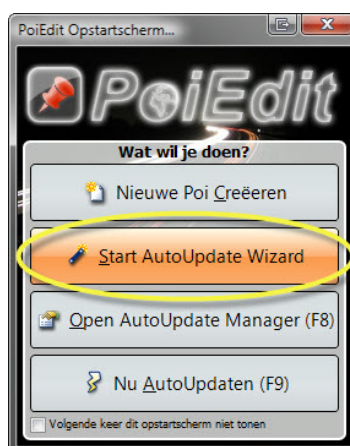 PoiEdit Opstartscherm...
PoiEdit
Wat wil je doen?
Nieuwe Poi Creëeren
Start AutoUpdate Wizard
Open AutoUpdate Manager (F8)
Nu AutoUpdaten (F9)
Volgende keer dit opstartscherm niet tonen